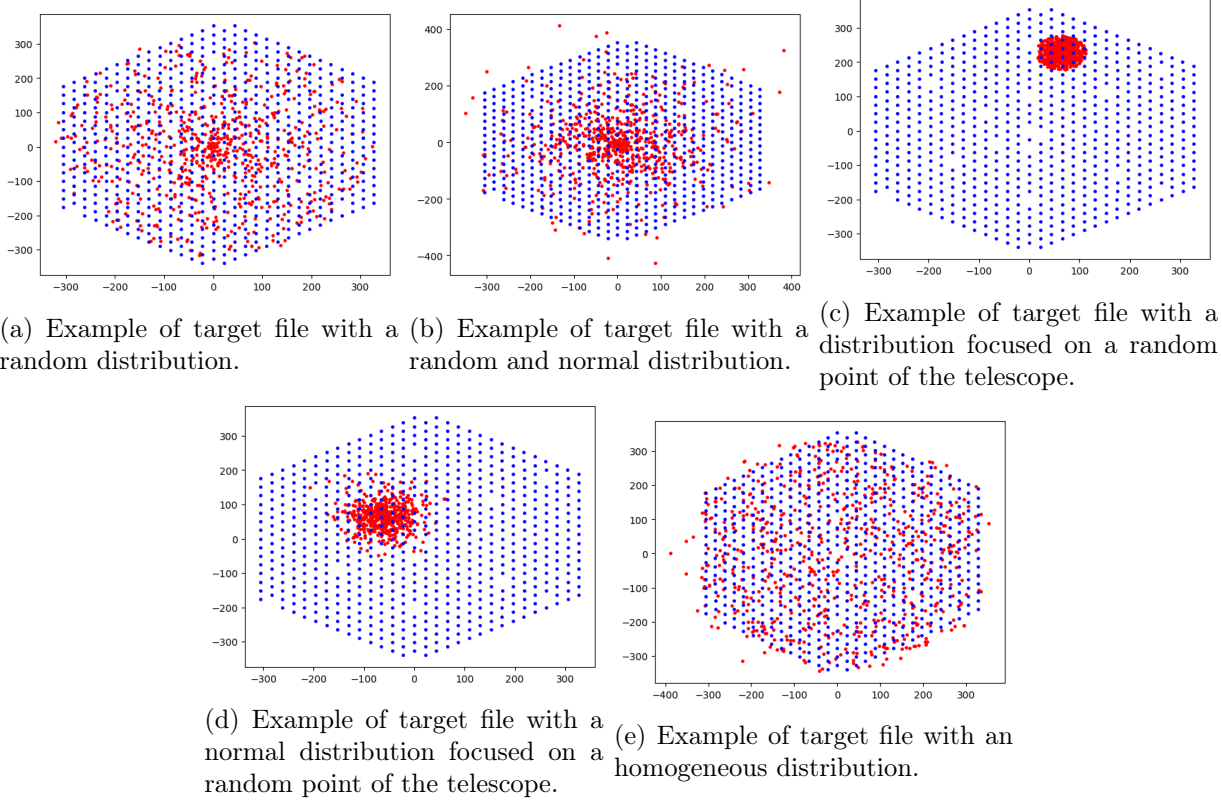 300
200
100
0
−100
−200
−300
−300 −200 −100 0 100 200 300
(a) Example of target file with a
random distribution.
400
200
0
−200
−400
−300 −200 −100 0 100 200 300 400
(b) Example of target file with a
random and normal distribution.
300
200
100
0
−100
−200
−300
−300 −200 −100 0 100 200 300
(c) Example of target file with a
distribution focused on a random
point of the telescope.
300
200
100
0
−100
−200
−300
−300 −200 −100 0 100 200 300
(d) Example of target file with a
normal distribution focused on a
random point of the telescope.
300
200
100
0
−100
−200
−300
−400 −300 −200 −100 0 100 200 300
(e) Example of target file with an
homogeneous distribution.